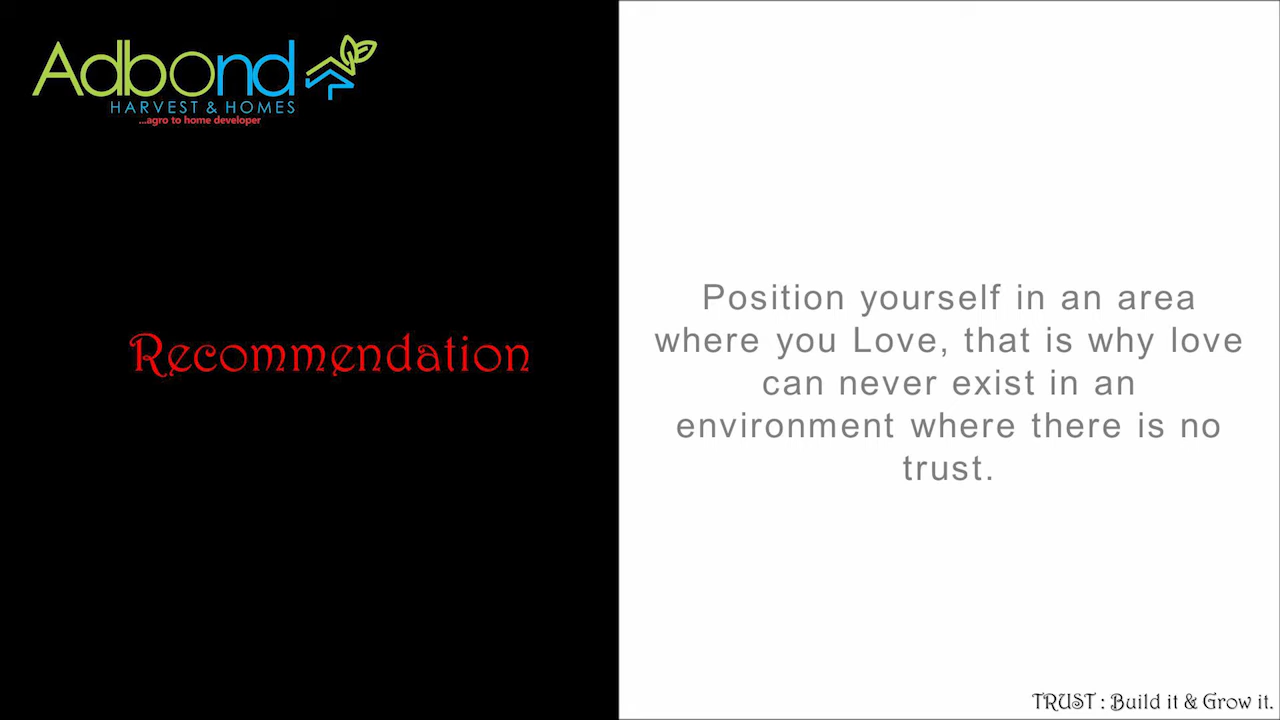 Adbond
HARVEST & HOMES
...agro to home developer
Recommendation
Position yourself in an area
where you Love, that is why love
can never exist in an
environment where there is no
trust.
TRUST : Build it & Grow it.